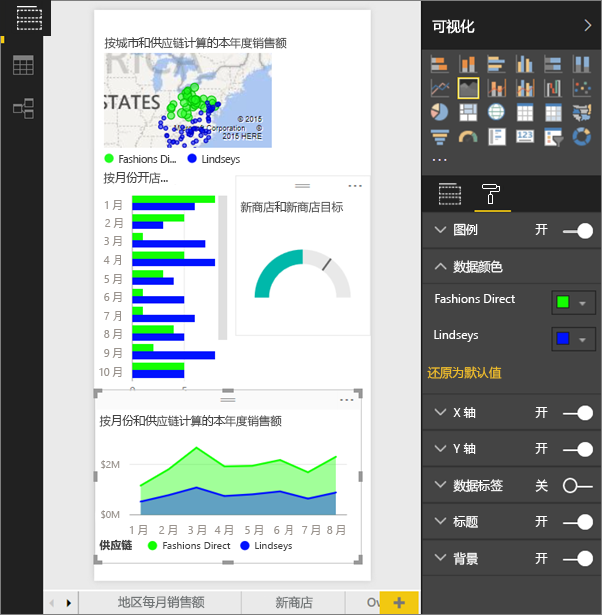 按城市和供应链计算的本年度销售额
STATES
© 2015
Microsoft Corporation ©
2015 HERE
Fashions Di... Lindseys
按月份开店...
1 月
2 月
3 月
4 月
5 月
6 月
7 月
8 月
9 月
10 月
0 5
新商店和新商店目标
按月份和供应链计算的本年度销售额
$2M
$0M
1 月 2 月 3 月 4 月 5 月 6 月 7 月 8 月
供应链 Fashions Direct Lindseys
地区每月销售额 新商店
可视化
123
图例 开
数据颜色
Fashions Direct
Lindseys
还原为默认值
X 轴 开
Y 轴 开
数据标签 关
标题 开
背景 开